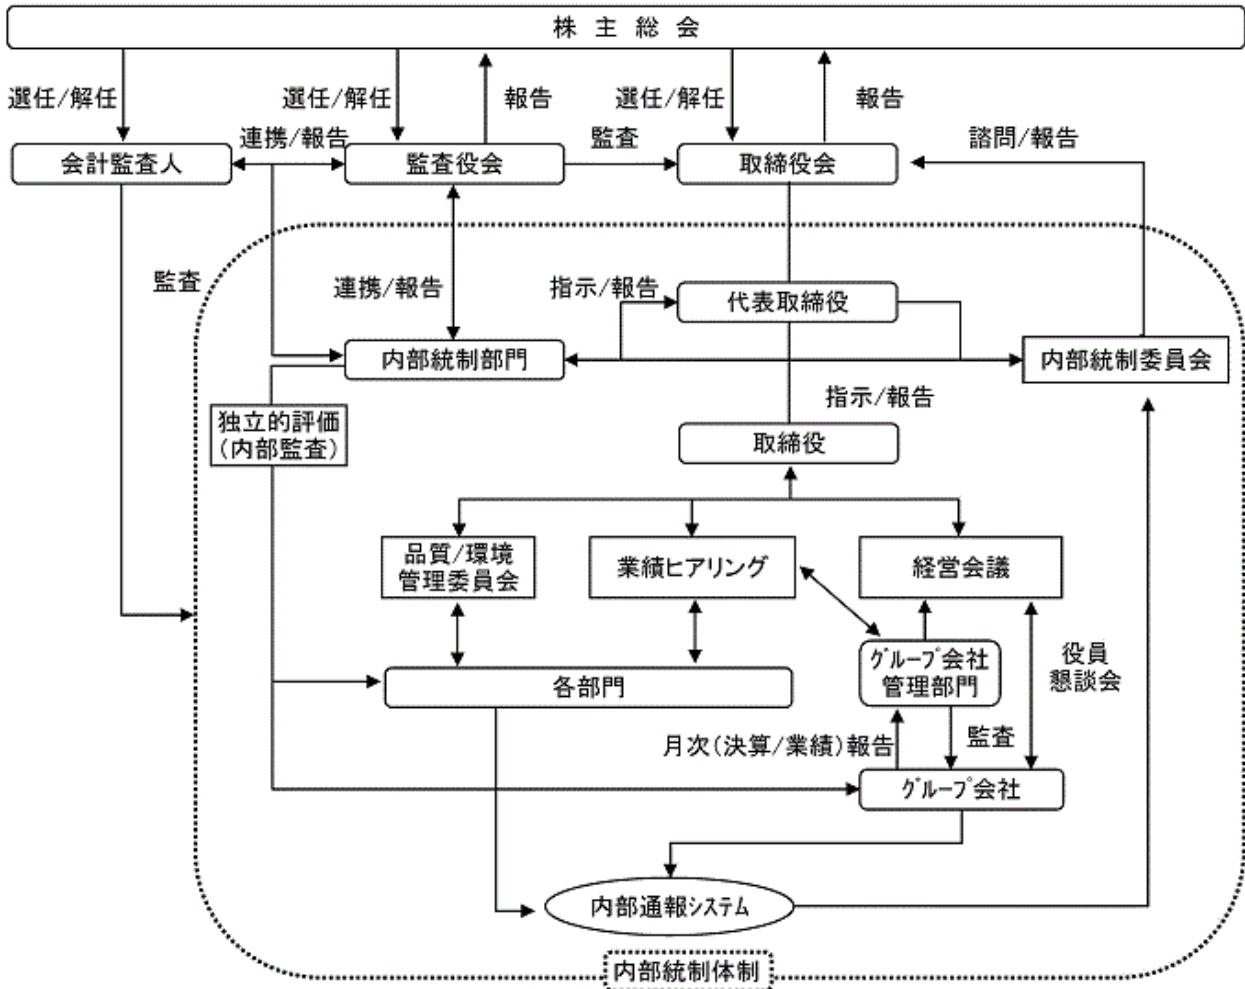 株主総会
選任/解任
選任/解任
報告
選任/解任
報告
連携/報告
監査
諮問/報告
会計監査人
監査役会
取締役会
監査
連携/報告
指示/報告
代表取締役
内部統制部門
内部統制委員会
指示/報告
独立的評価
（内部監査）
取締役
品質/環境
管理委員会
業績ヒアリング
経営会議
ｸﾞﾙｰﾌﾟ会社
管理部門
役員
懇談会
各部門
月次（決算/業績）報告
監査
ｸﾞﾙｰﾌﾟ会社
内部通報ｼｽﾃﾑ
内部統制体制